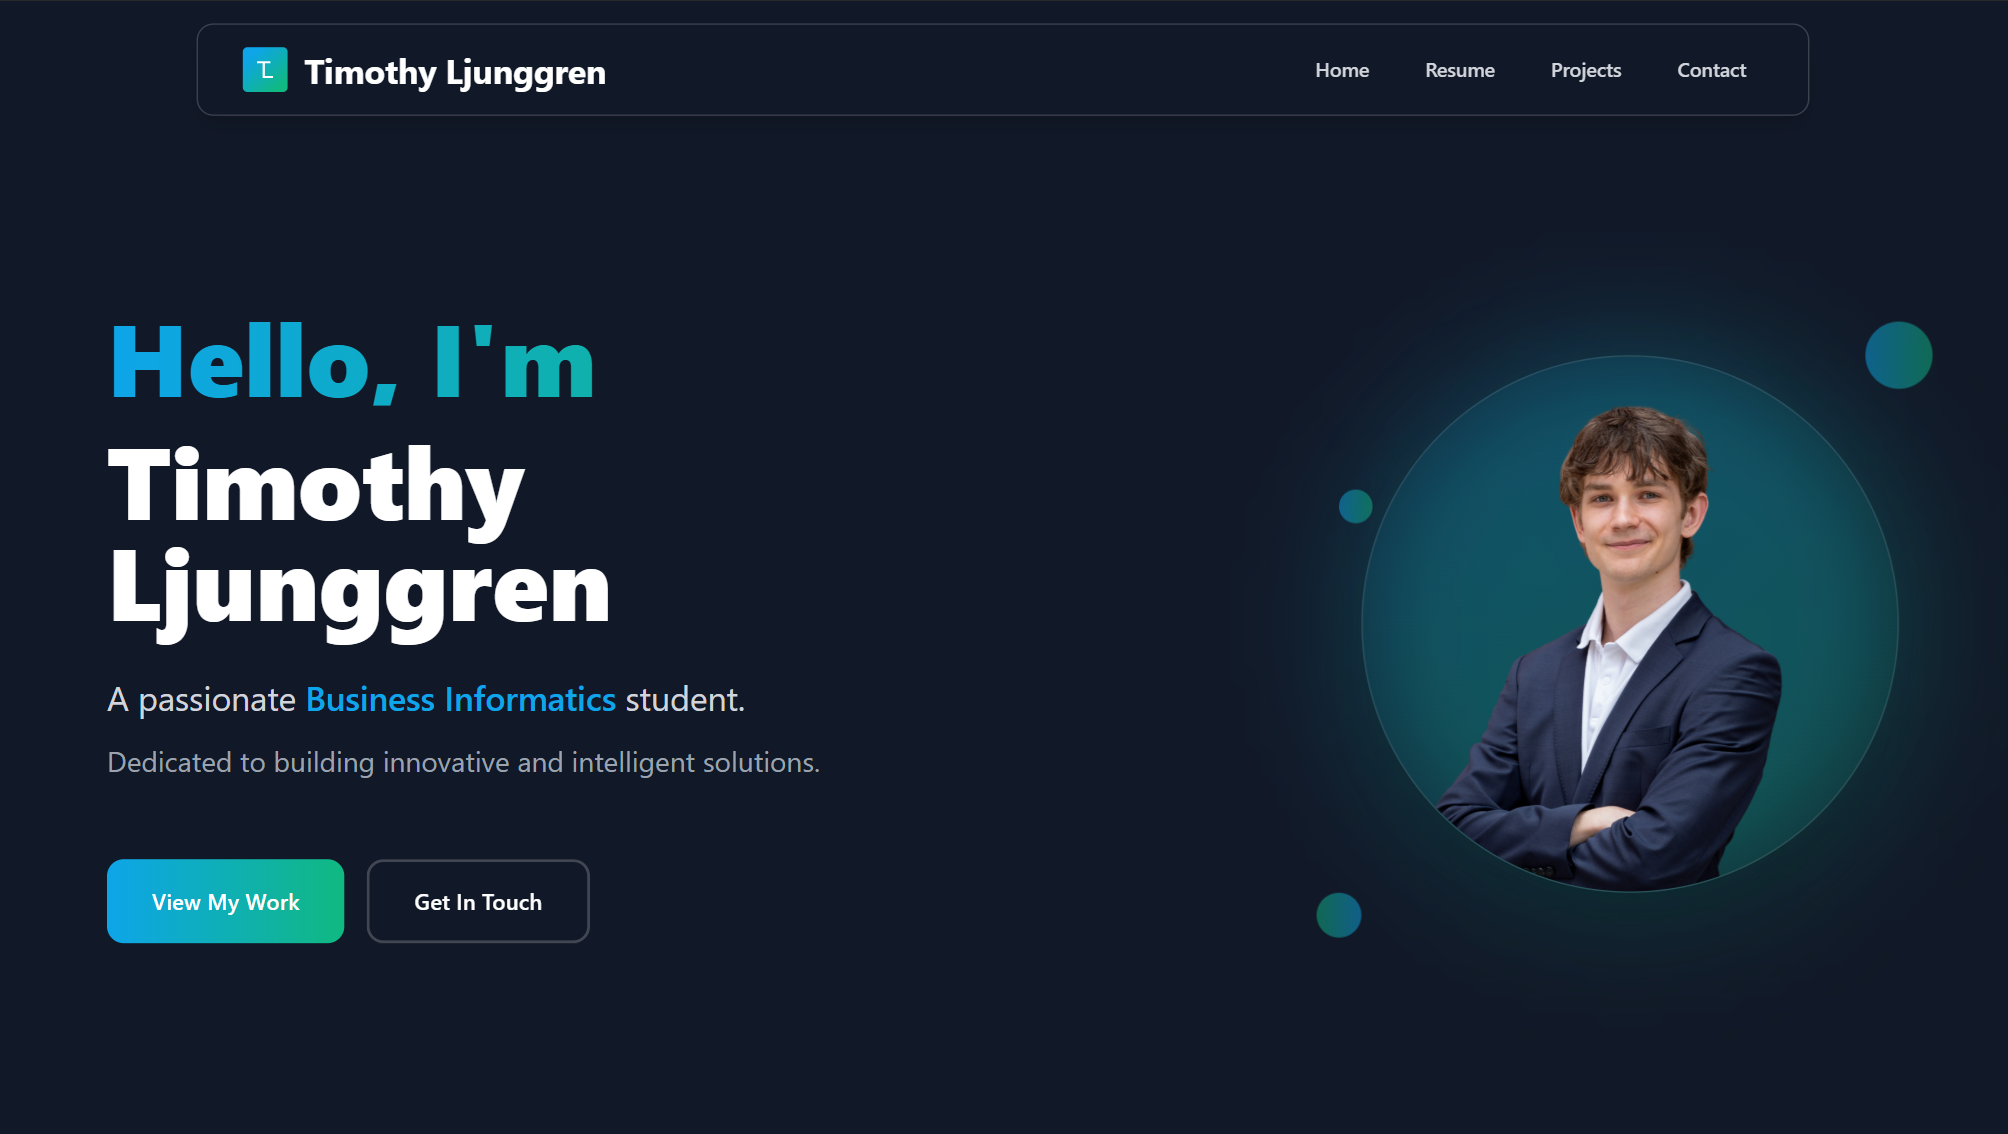 TL Timothy Ljunggren
Home Resume Projects Contact
Hello, I'm
Timothy
Ljunggren
A passionate Business Informatics student.
Dedicated to building innovative and intelligent solutions.
View My Work Get In Touch